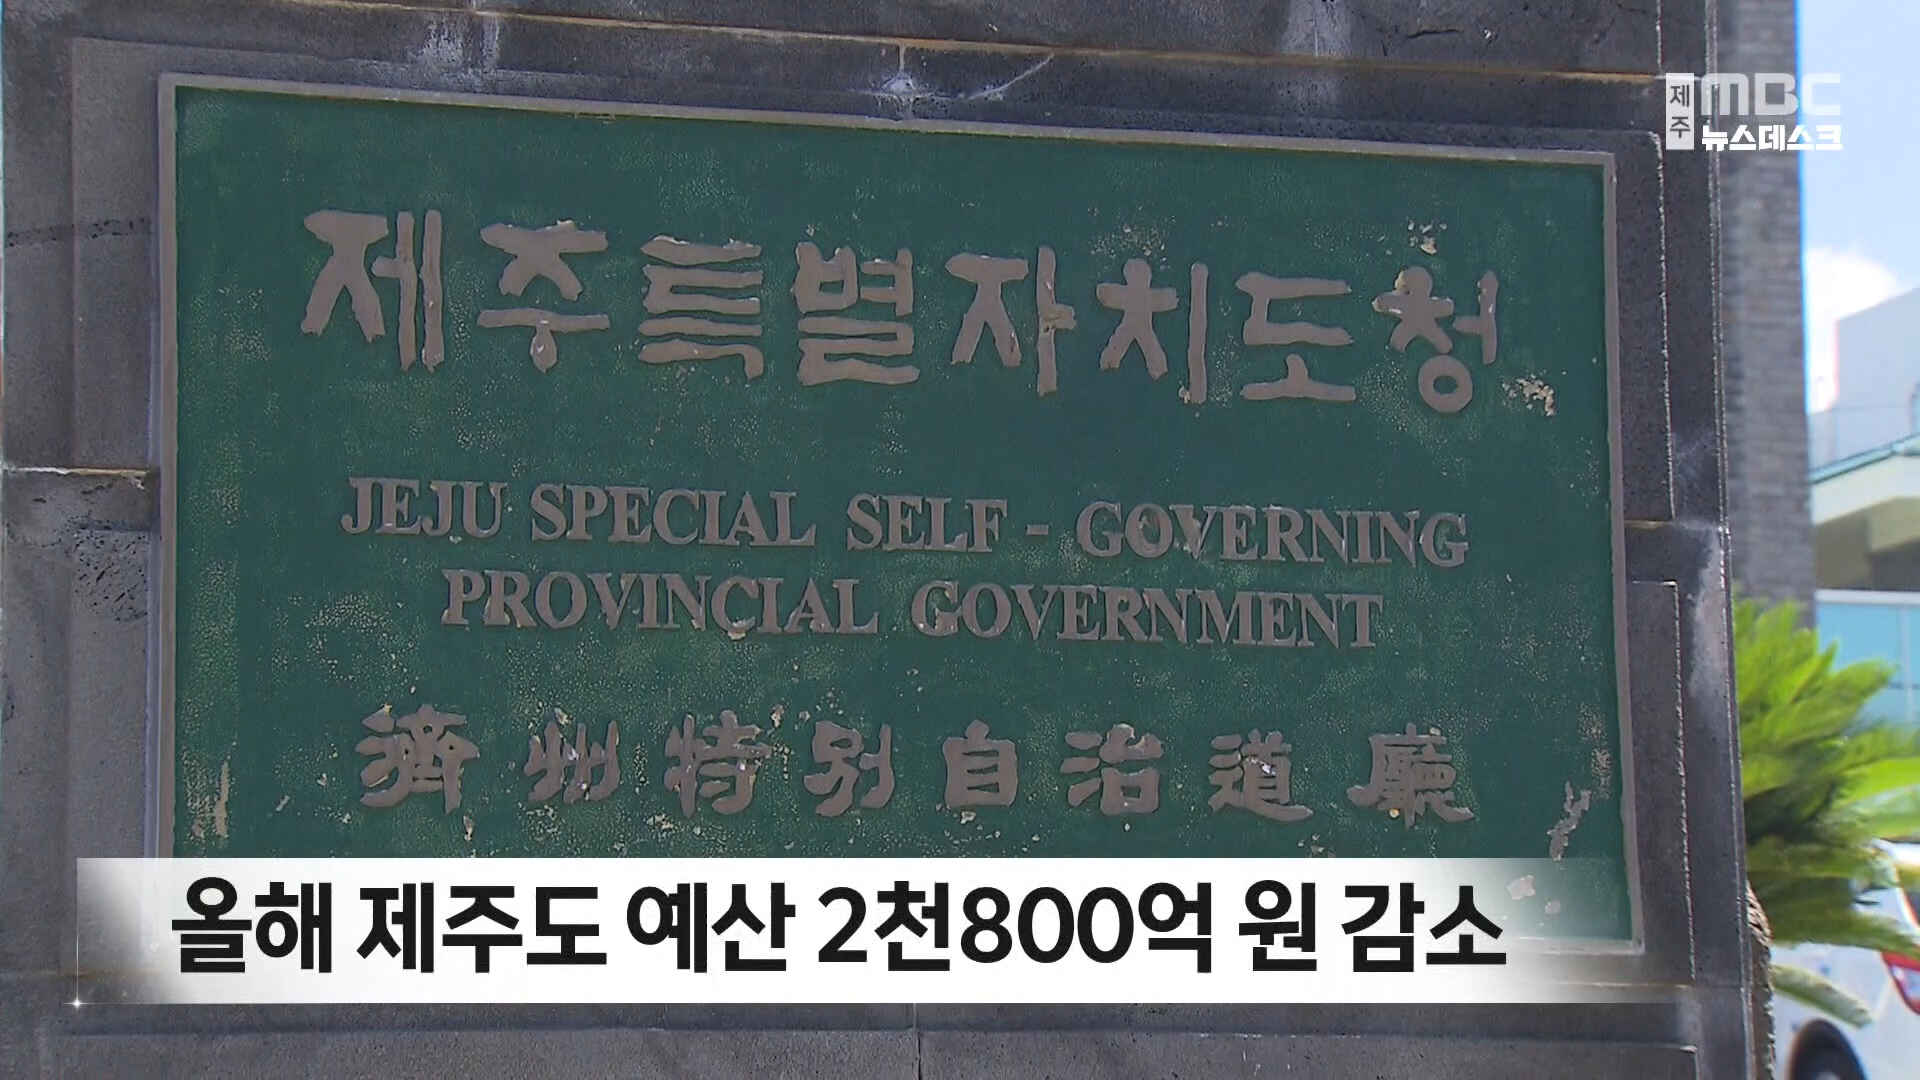 제주
MBC
뉴스데스크
제주특별자치도청
JEJU SPECIAL SELF - GOVERNING
PROVINCIAL GOVERNMENT
濟州特別自治道廳
올해 제주도 예산 2천800억 원 감소